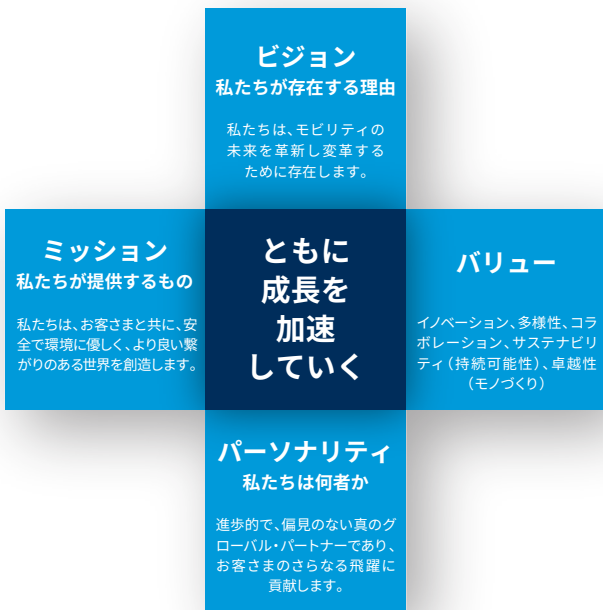 ビジョン
私たちが存在する理由
私たちは、モビリティの
未来を革新し変革する
ために存在します。
ミッション
私たちが提供するもの
私たちは、お客さまと共に、安
全で環境に優しく、より良い繋
がりのある世界を創造します。
ともに
成長を
加速
していく
バリュー
イノベーション、多様性、コラ
ボレーション、サステナビリ
ティ（持続可能性）、卓越性
（モノづくり）
パーソナリティ
私たちは何者か
進歩的で、偏見のない真のグ
ローバル・パートナーであり、
お客さまのさらなる飛躍に
貢献します。